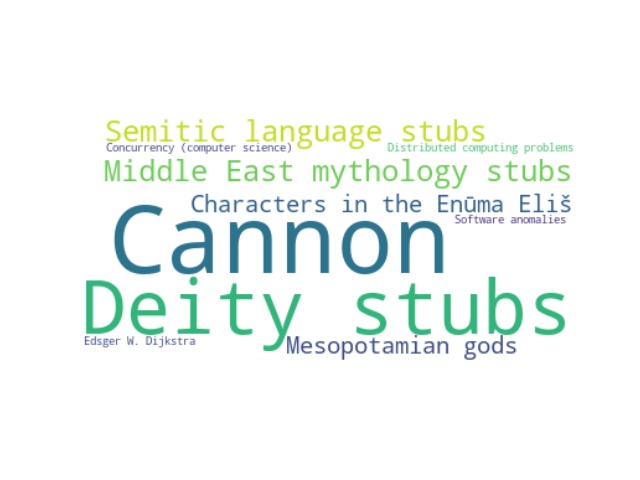 Semitic language stubs
Concurrency (computer science) Distributed computing problems
Middle East mythology stubs
Characters in the Enūma Eliš
Software anomalies
Cannon
Deity stubs
Edsger W. Dijkstra
Mesopotamian gods